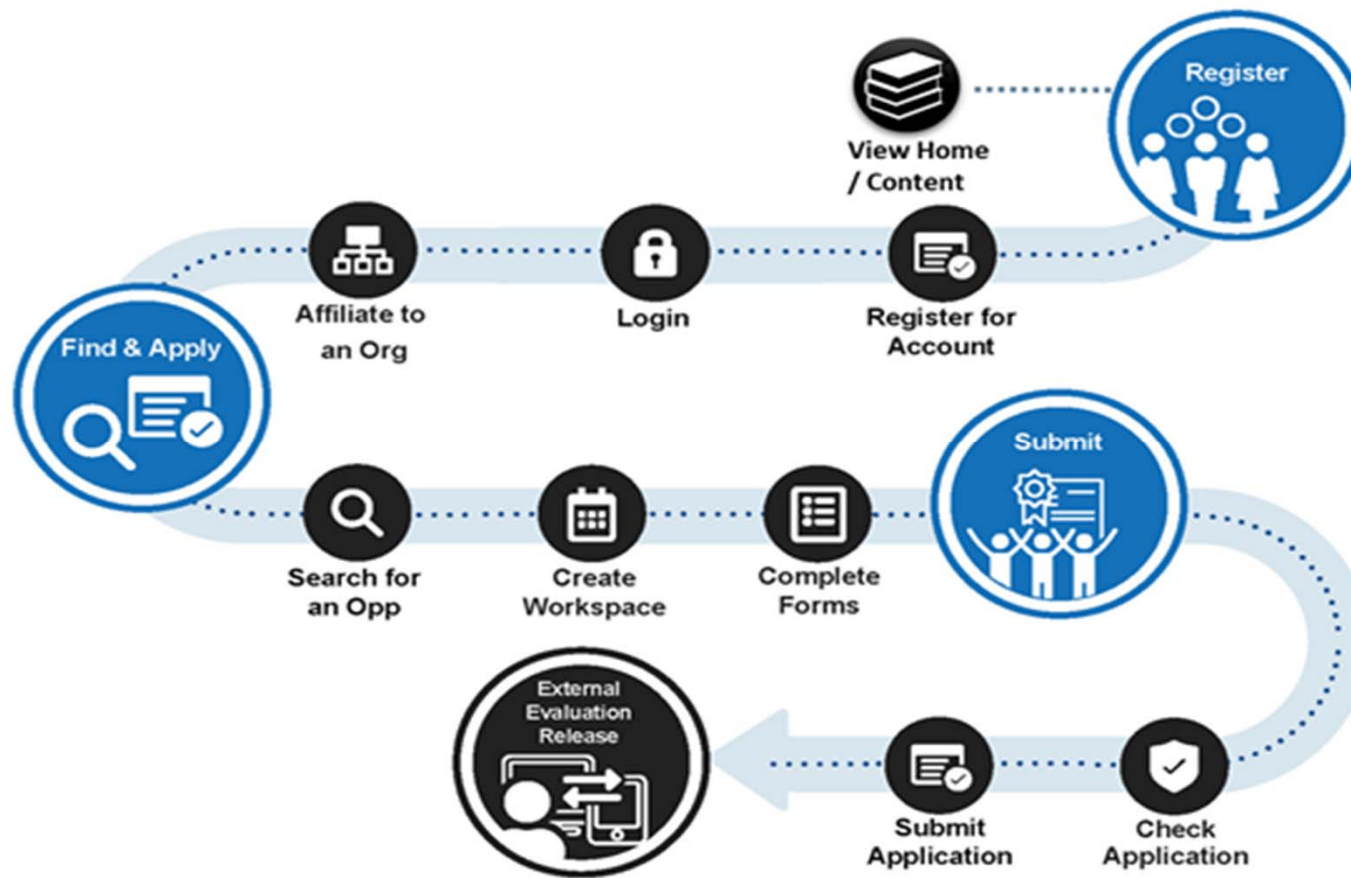 Register
View Home
/ Content
Register for
Account
Login
Affiliate to
an Org
Find & Apply
Search for
an Opp
Create
Workspace
Complete
Forms
Submit
Check
Application
Submit
Application
External
Evaluation
Release